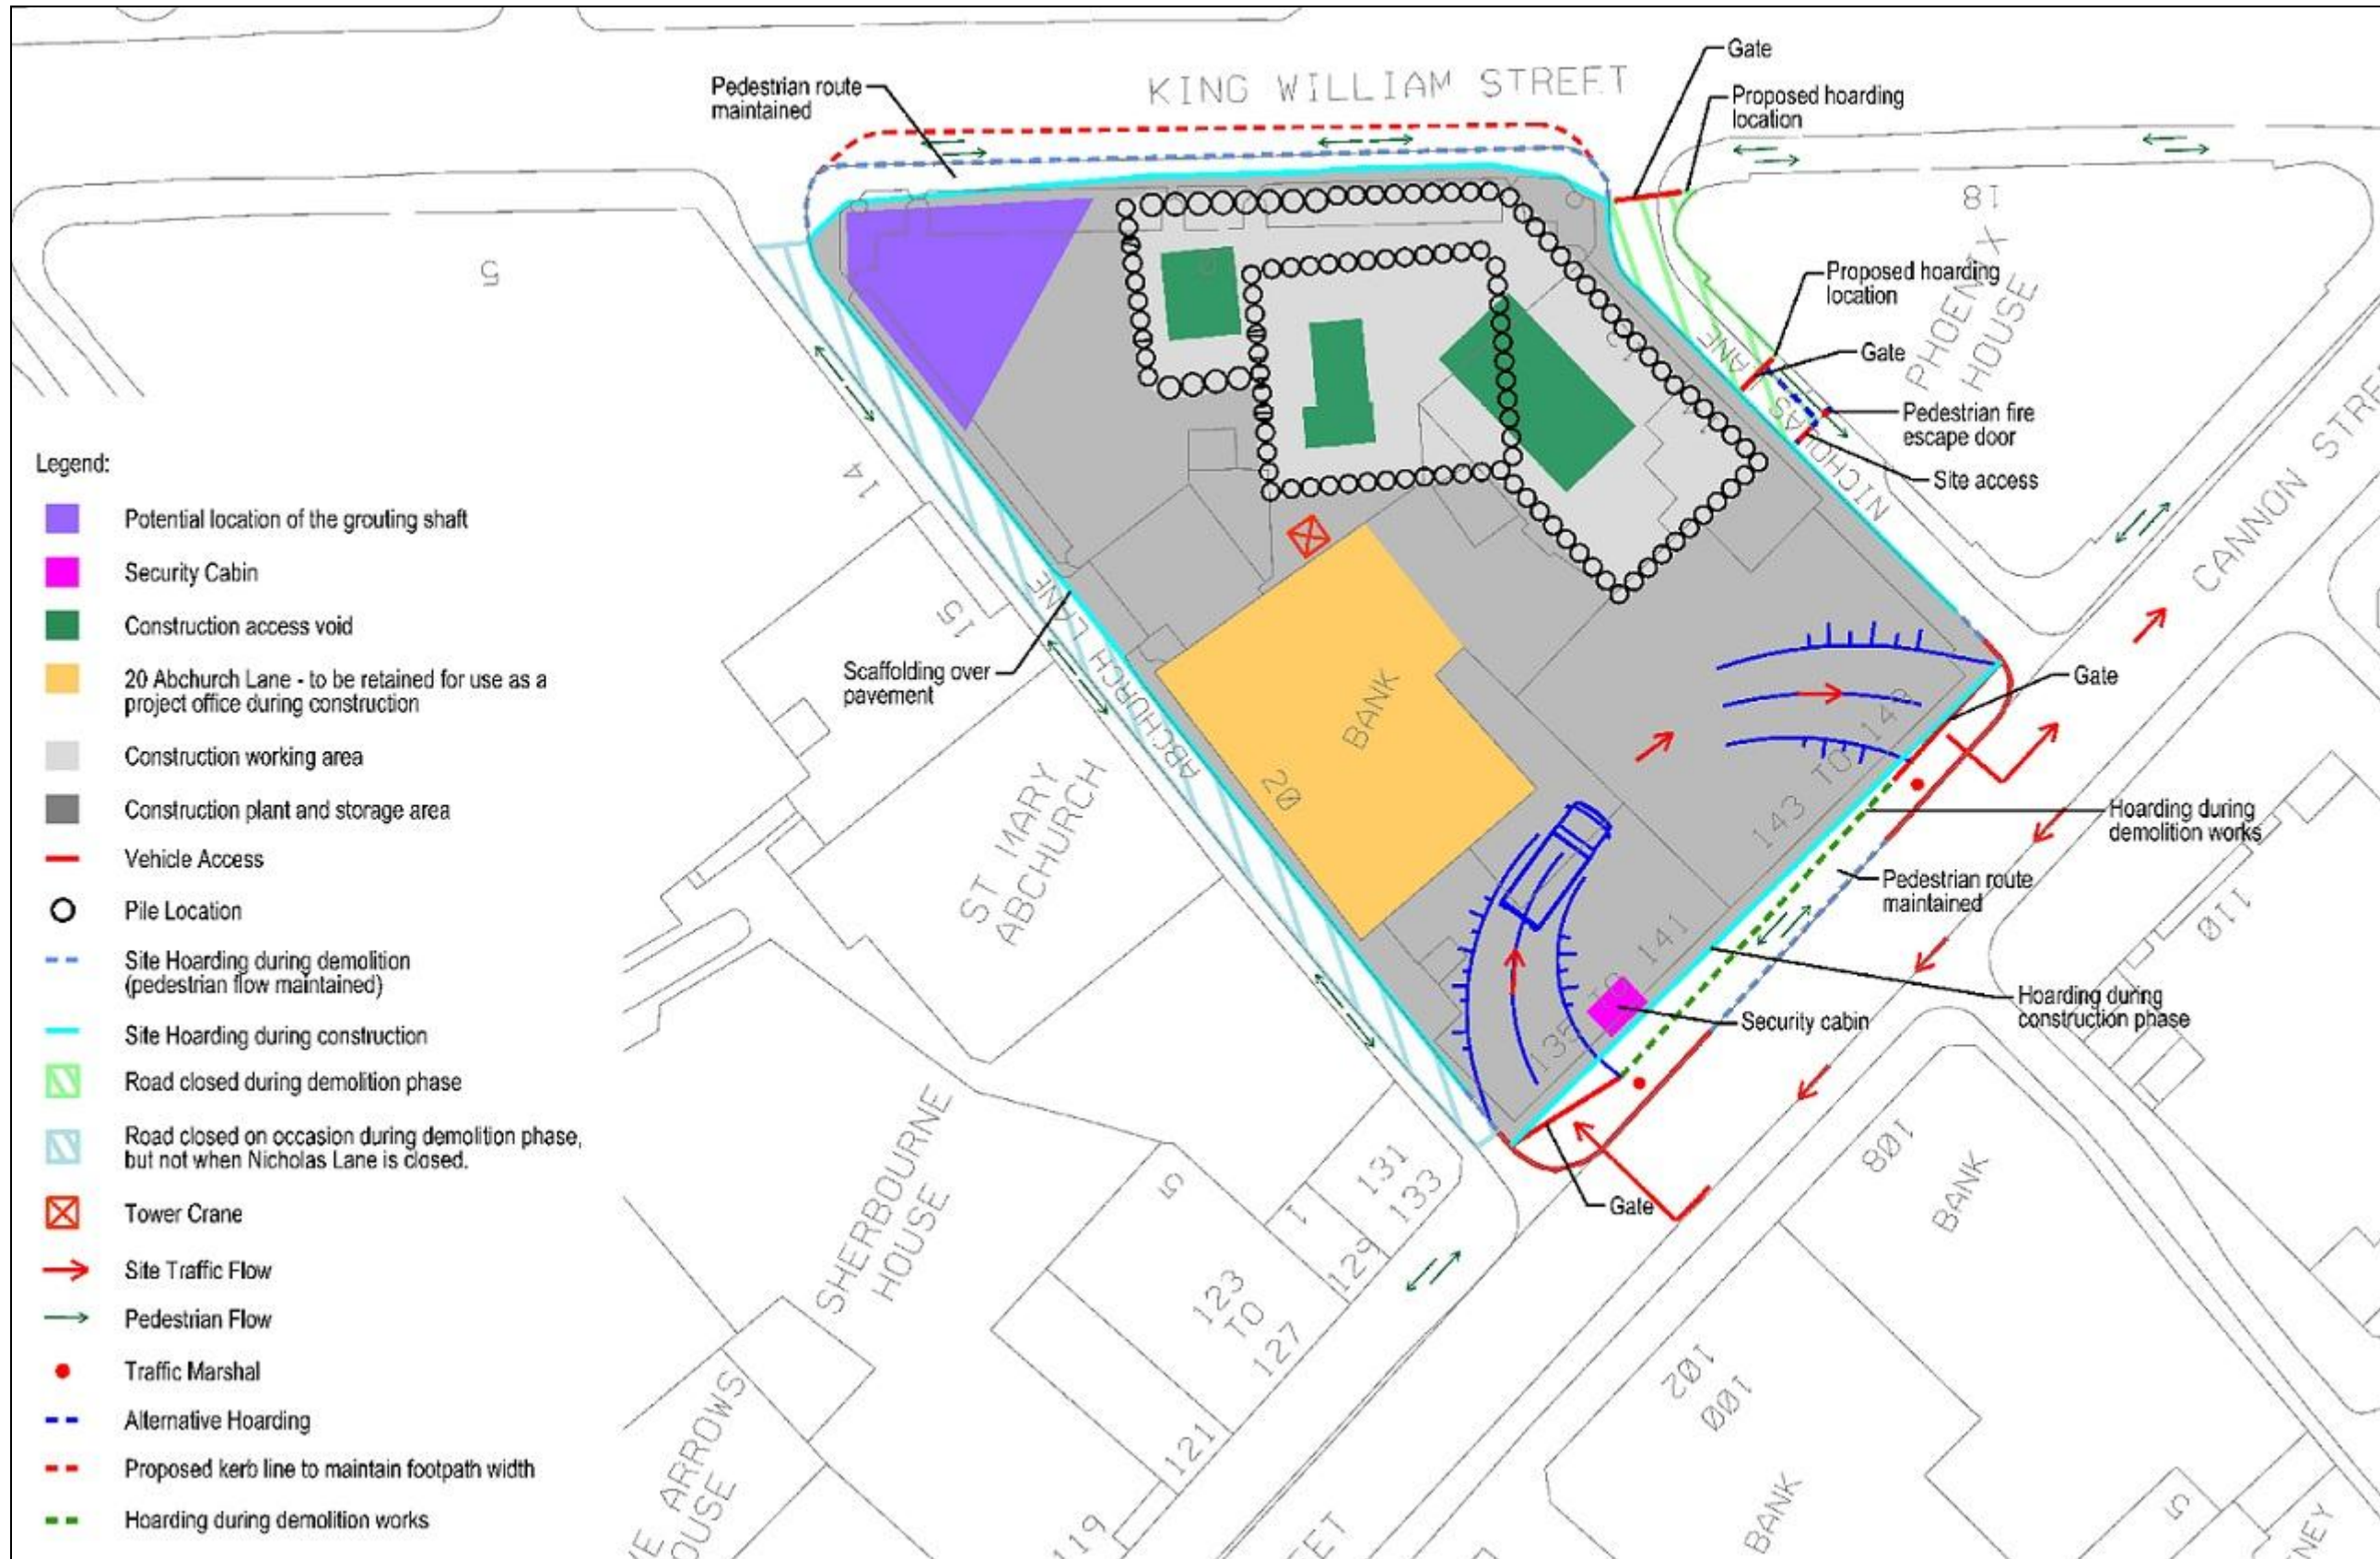 KING WILLIAM STREET
Pedestrian route
maintained
Gate
Proposed hoarding
location
18
PHOENIX
HOUSE
5
Proposed hoarding
location
Gate
Pedestrian fire
escape door
Site access
NICHOLAS LANE
CANNON STRE
14
15
ABCHURCH LANE
Scaffolding over
pavement
BANK
20
ST MARY
ABCHURCH
Gate
143 TO 149
Hoarding during
demolition works
Pedestrian route
maintained
110
135 TO 141
Hoarding during
construction phase
Security cabin
Gate
108
BANK
SHERBOURNE
HOUSE
5
1
131
133
129
123
TO
127
121
119
102
100
BANK
5
NEY
EET
VE ARROWS
OUSE
Legend:
Potential location of the grouting shaft
Security Cabin
Construction access void
20 Abchurch Lane - to be retained for use as a
project office during construction
Construction working area
Construction plant and storage area
Vehicle Access
Pile Location
Site Hoarding during demolition
(pedestrian flow maintained)
Site Hoarding during construction
Road closed during demolition phase
Road closed on occasion during demolition phase,
but not when Nicholas Lane is closed.
Tower Crane
Site Traffic Flow
Pedestrian Flow
Traffic Marshal
Alternative Hoarding
Proposed kerb line to maintain footpath width
Hoarding during demolition works